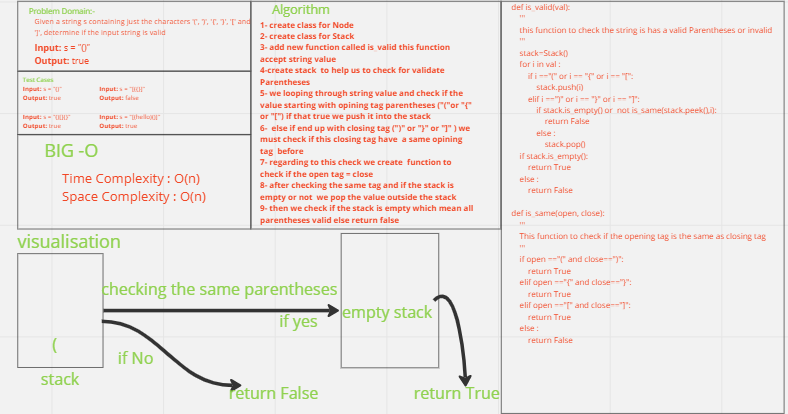 Problem Domain:-
Given a string s containing just the characters '(', ')', '{', '}', '[' and
']', determine if the input string is valid
Input: s = "()"
Output: true
Test Cases
Input: s = "()"
Output: true
Output: false
Output: true
Output: true
BIG -O
Time Complexity : O(n)
Space Complexity : O(n)
Algorithm
1- create class for Node
2- create class for Stack
3- add new function called is valid this function
accept string value
4-create stack to help us to check for validate
Parentheses
5- we looping through string value and check if the
value starting with opining tag parentheses ("("or "{"
or "[") if that true we push it into the stack
6- else if end up with closing tag (")" or "}" or "]" ) we
must check if this closing tag have a same opining
tag before
7- regarding to this check we create function to
check if the open tag = close
8- after checking the same tag and if the stack is
empty or not we pop the value outside the stack
9- then we check if the stack is empty which mean all
parentheses valid else return false
def is_valid(val):
"""
this function to check the string is has a valid Parentheses or invalid
"""
stack=Stack()
for i in val :
if i =="(" or i == "{" or i == "[":
stack.push(i)
elif i ==")" or i == "}" or i == "]":
if stack.is_empty() or not is_same(stack.peek(),i):
return False
else :
stack.pop()
if stack.is_empty():
return True
else :
return False
def is_same(open, close):
"""
This function to check if the opening tag is the same as closing tag
"""
if open =="(" and close==")":
return True
elif open =="{" and close=="}":
return True
elif open =="[" and close=="]":
return True
else :
return False
visualisation
(
stack
checking the same parentheses
if yes
if No
return False
empty stack
return True